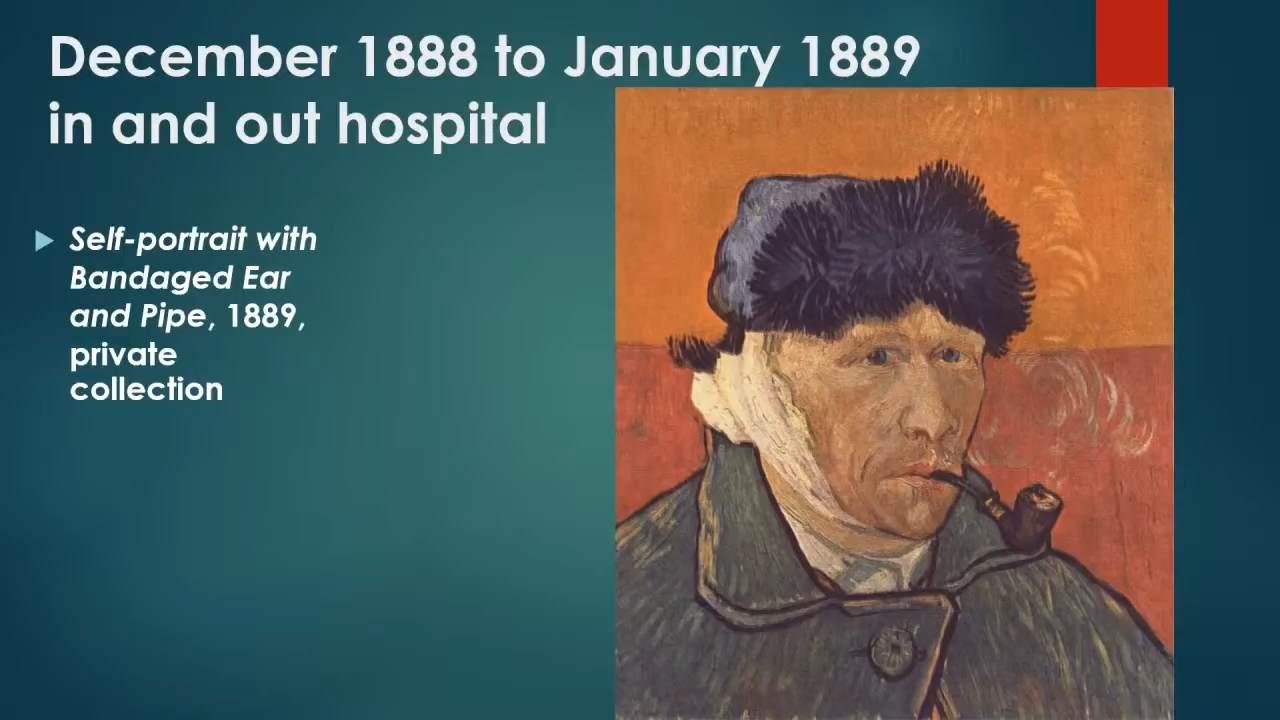 December 1888 to January 1889
in and out hospital
Self-portrait with
Bandaged Ear
and Pipe, 1889,
private
collection